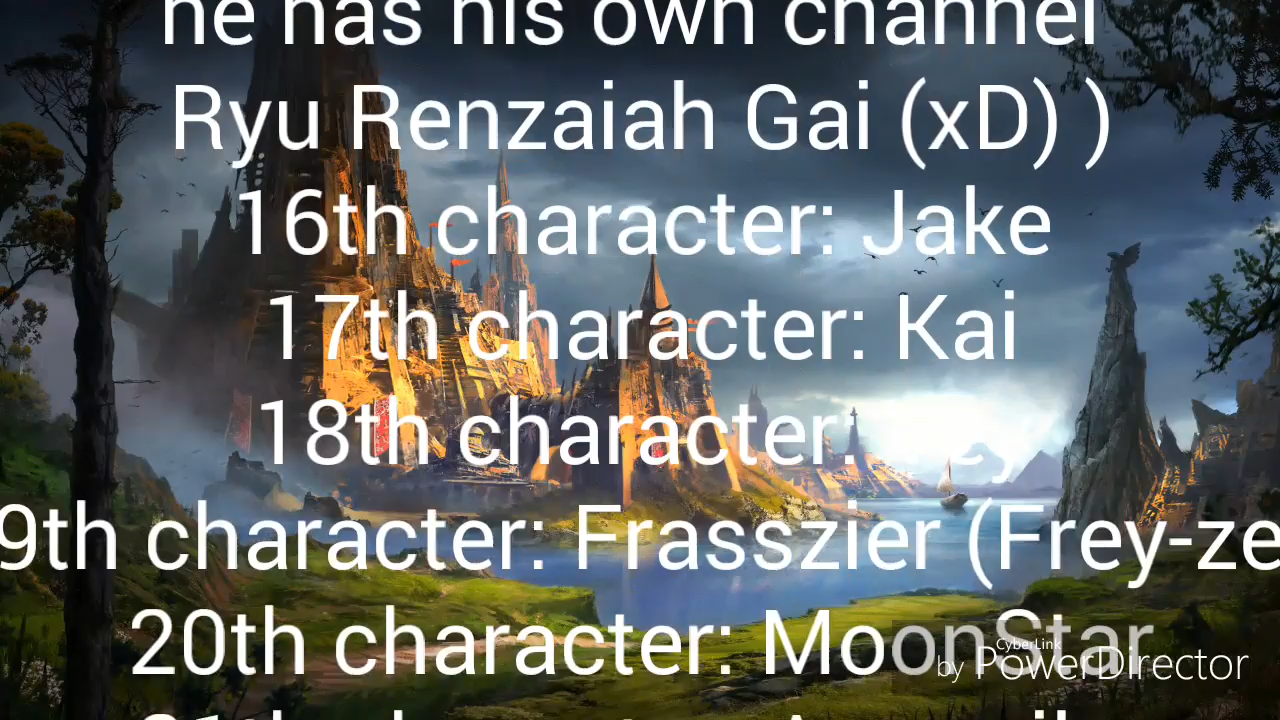 he has his own channel
Ryu Renzaiah Gai (xD) )
16th character: Jake
17th character: Kai
18th character:
9th character: Frasszier (Frey-ze
20th character: MoonStar
CyberLink
by PowerDirector